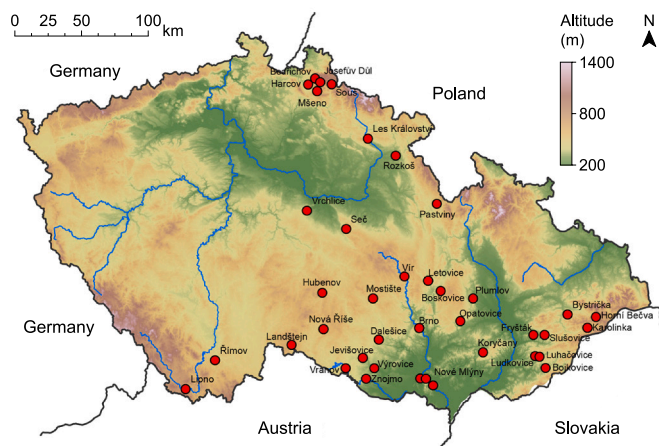 0 25 50 100
km
Altitude
(m)
1400
800
200
N
Germany
Poland
Germany
Austria
Slovakia
Bedřichov
Josefův Důl
Harcov
Souš
Mšeno
Les Království
Rozkoš
Pastviny
Vrchlice
Seč
Vír
Letovice
Hubenov
Mostiště
Boskovice
Plumlov
Bystřička
Horní Bečva
Nová Říše
Brno
Opatovice
Karolinka
Fryšták
Slušovice
Landštejn
Dalešice
Jevišovice
Koryčany
Luhačovice
Ludkovice
Římov
Vranov
Výrovice
Bojkovice
Znojmo
Nové Mlýny
Lipno